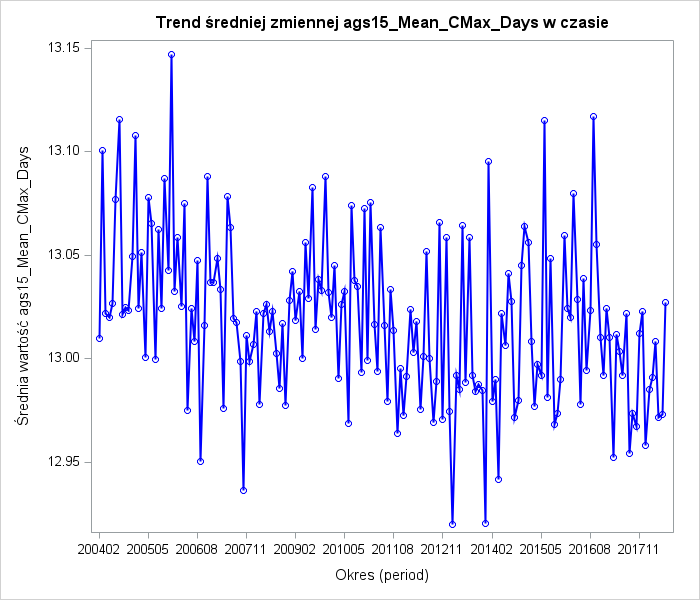 Trend średniej zmiennej ags15_Mean_CMax_Days w czasie
Średnia wartość ags15_Mean_CMax_Days
13.15
13.10
13.05
13.00
12.95
200402 200505 200608 200711 200902 201005 201108 201211 201402 201505 201608 201711
Okres (period)